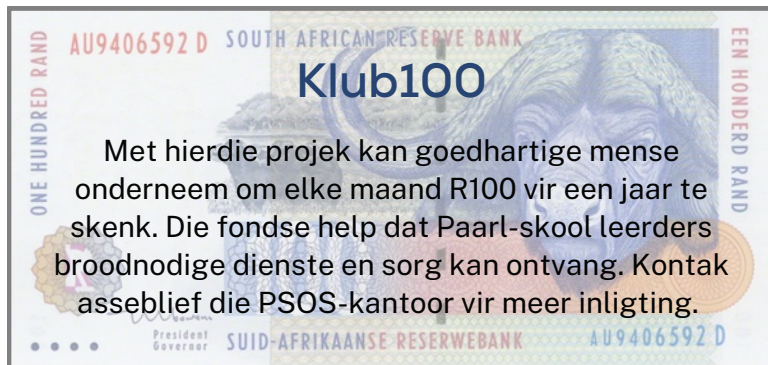 ONE HUNDRED RAND
AU9406592 D
SOUTH AFRICAN RESERVE BANK
EEN HONDERD RAND
Klub100
Met hierdie projek kan goedhartige mense
onderneem om elke maand R100 vir een jaar te
skenk. Die fondse help dat Paarl-skool leerders
broodnodige dienste en sorg kan ontvang. Kontak
asseblief die PSOS-kantoor vir meer inligting.
President
Governor
SUID-AFRIKAANSE RESERWEBANK
AU9406592 D